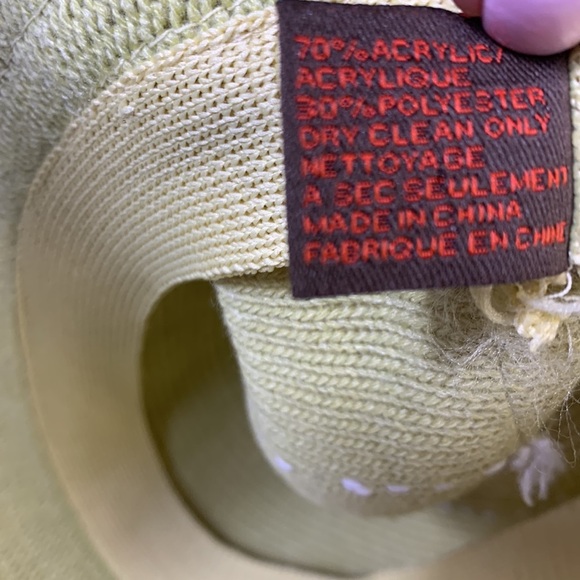 70% ACRYLIC/
ACRYLIQUE
30% POLYESTER
DRY CLEAN ONLY
NETTOYAGE
A SEC SEULEMENT
MADE IN CHINA
FABRIQUE EN CHINE